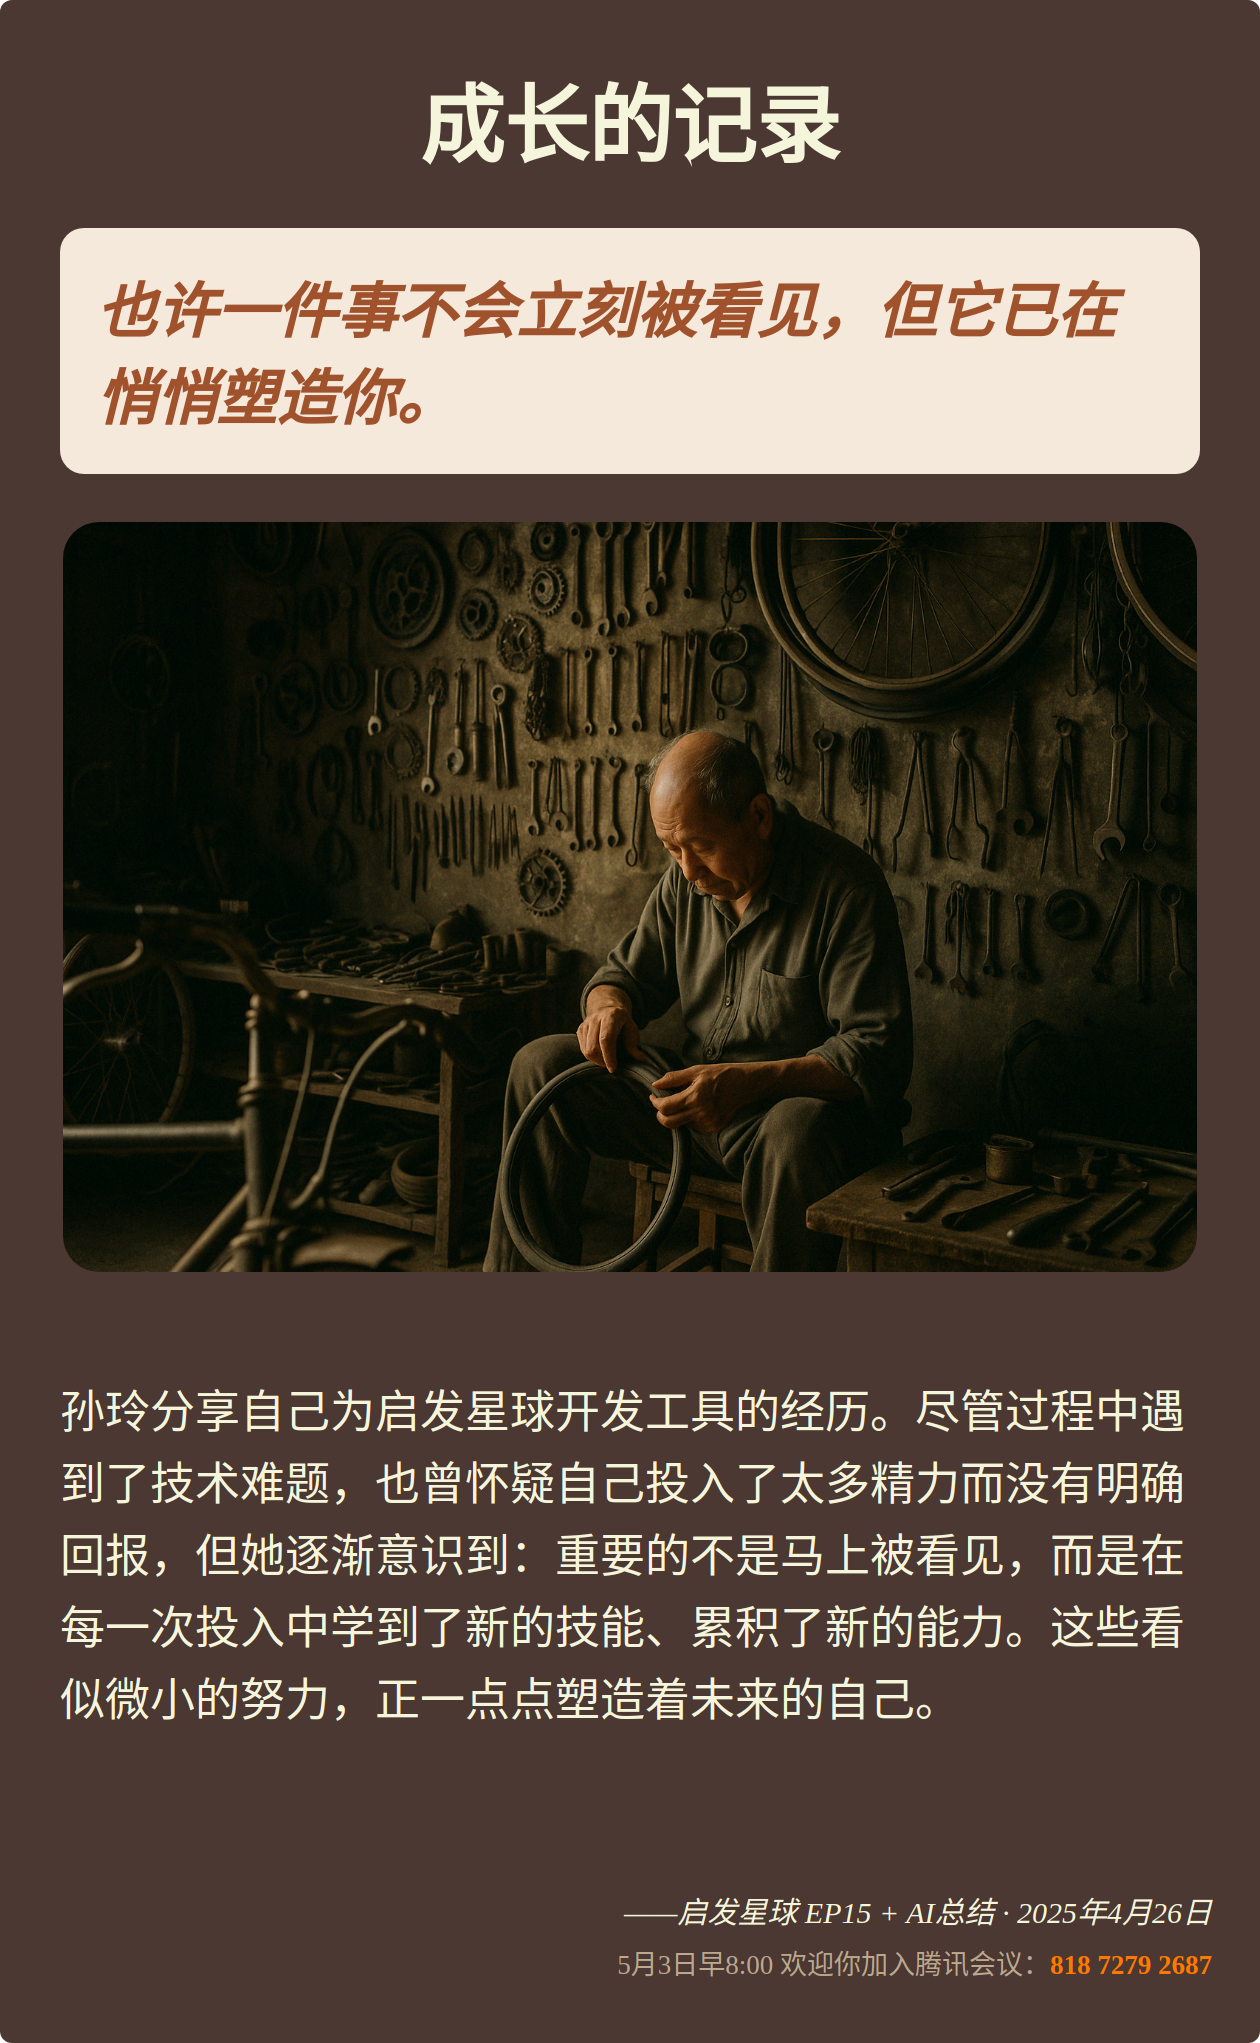 成长的记录
也许一件事不会立刻被看见，但它已在
悄悄塑造你。
孙玲分享自己为启发星球开发工具的经历。尽管过程中遇
到了技术难题，也曾怀疑自己投入了太多精力而没有明确
回报，但她逐渐意识到：重要的不是马上被看见，而是在
每一次投入中学到了新的技能、累积了新的能力。这些看
似微小的努力，正一点点塑造着未来的自己。
——启发星球 EP15 + AI总结 · 2025年4月26日
5月3日早8:00 欢迎你加入腾讯会议：818 7279 2687